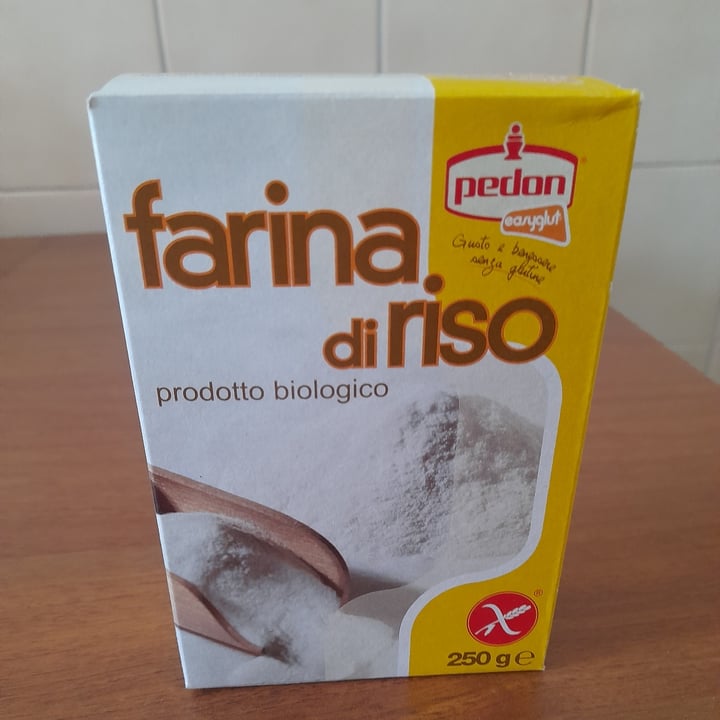 pedon
easyglut
Gusto e benessere
senza glutine
farina
di riso
prodotto biologico
250 g ℮